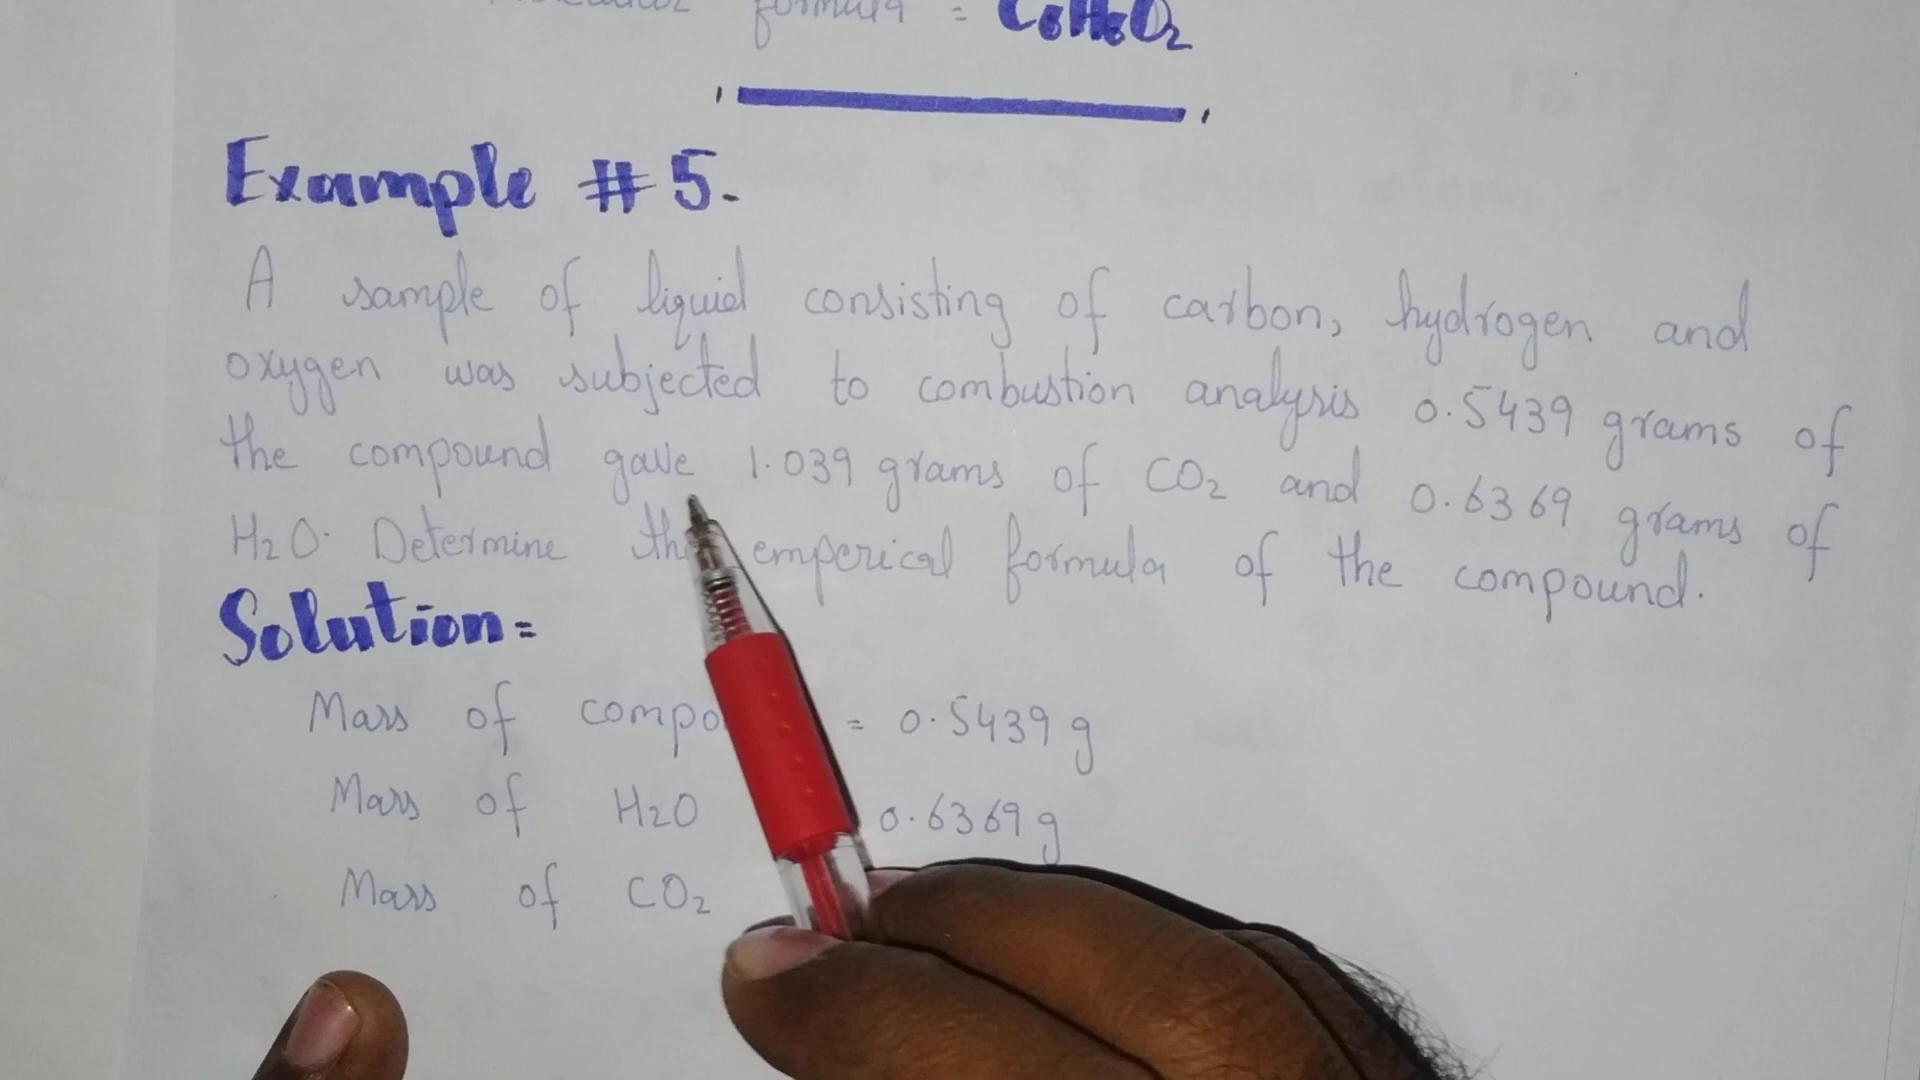 formula = C6H6O2
Example # 5.
A sample of liquid consisting of carbon, hydrogen and
oxygen was subjected to combustion analysis 0.5439 grams of
the compound gave 1.039 grams of CO2 and 0.6369 grams of
H2O. Determine the emperical formula of the compound.
Solution=
Mass of compo = 0.5439 g
Mass of H2O 0.6369 g
Mass of CO2